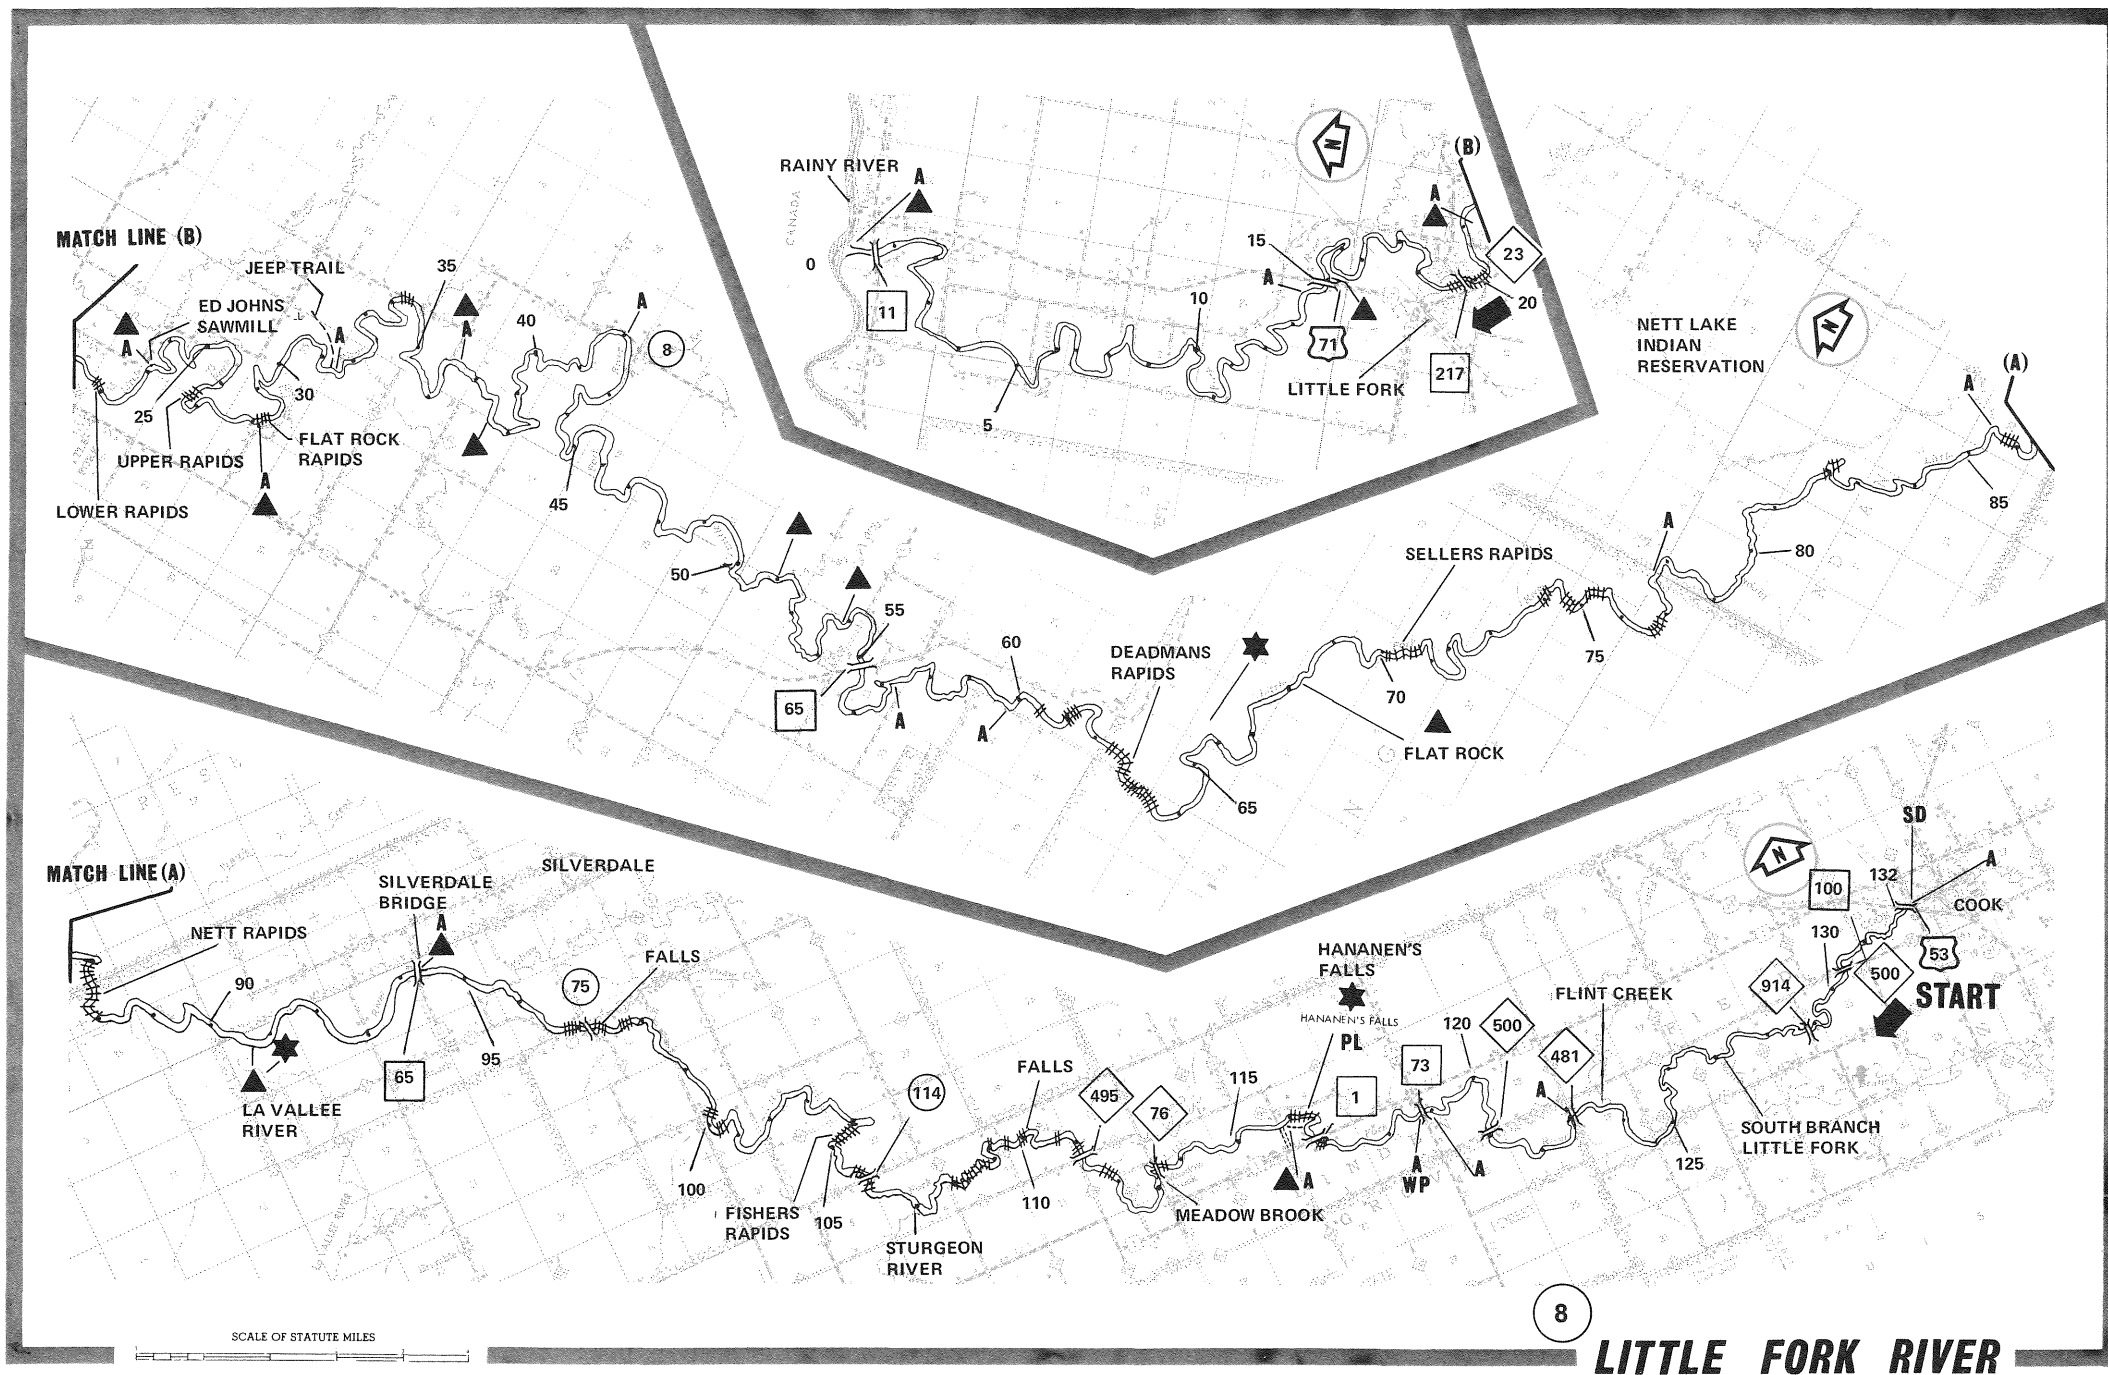 RAINY RIVER
A
CANADA
0
11
5
10
15
A
71
LITTLE FORK
217
20
23
A
(B)
N
MATCH LINE (B)
JEEP TRAIL
ED JOHNS
SAWMILL
A
A
35
A
40
A
8
25
30
UPPER RAPIDS
FLAT ROCK
RAPIDS
LOWER RAPIDS
A
45
50
55
65
A
60
A
DEADMANS
RAPIDS
65
SELLERS RAPIDS
70
FLAT ROCK
75
A
80
85
NETT LAKE
INDIAN
RESERVATION
N
A
(A)
MATCH LINE (A)
NETT RAPIDS
90
LA VALLEE
RIVER
SILVERDALE
BRIDGE
A
SILVERDALE
65
95
75
FALLS
100
FISHERS
RAPIDS
105
114
STURGEON
RIVER
FALLS
110
495
76
MEADOW BROOK
115
HANANEN'S
FALLS
HANANEN'S FALLS
PL
1
A
73
A
WP
A
120
500
481
A
FLINT CREEK
125
SOUTH BRANCH
LITTLE FORK
914
130
500
100
132
N
SD
A
COOK
53
START
SCALE OF STATUTE MILES
8
LITTLE FORK RIVER